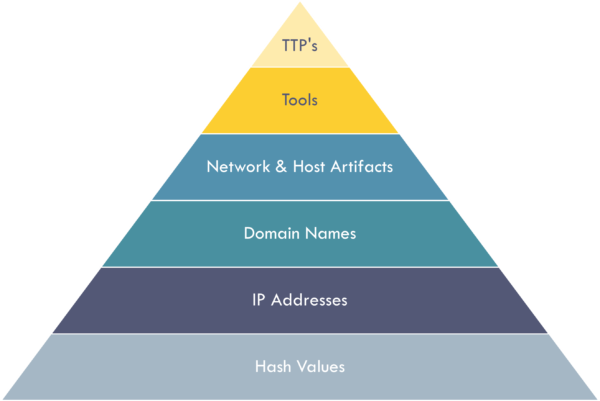 TTP's
Tools
Network & Host Artifacts
Domain Names
IP Addresses
Hash Values